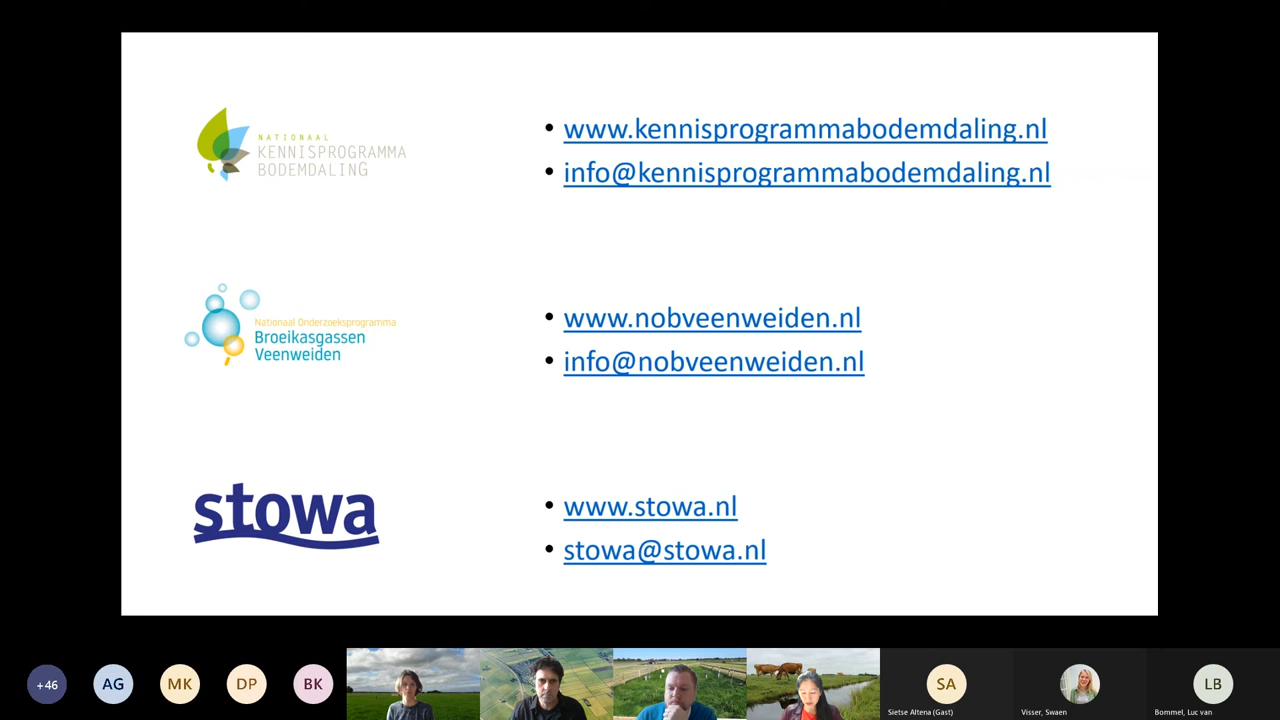 NATIONAAL
KENNISPROGRAMMA
BODEMDALING
• www.kennisprogrammabodemdaling.nl
• info@kennisprogrammabodemdaling.nl
Nationaal Onderzoeksprogramma
Broeikasgassen
Veenweiden
• www.nobveenweiden.nl
• info@nobveenweiden.nl
stowa
• www.stowa.nl
• stowa@stowa.nl
+46 AG MK DP BK SA LB
Sietse Altena (Gast) Visser, Swaen Bommel, Luc van